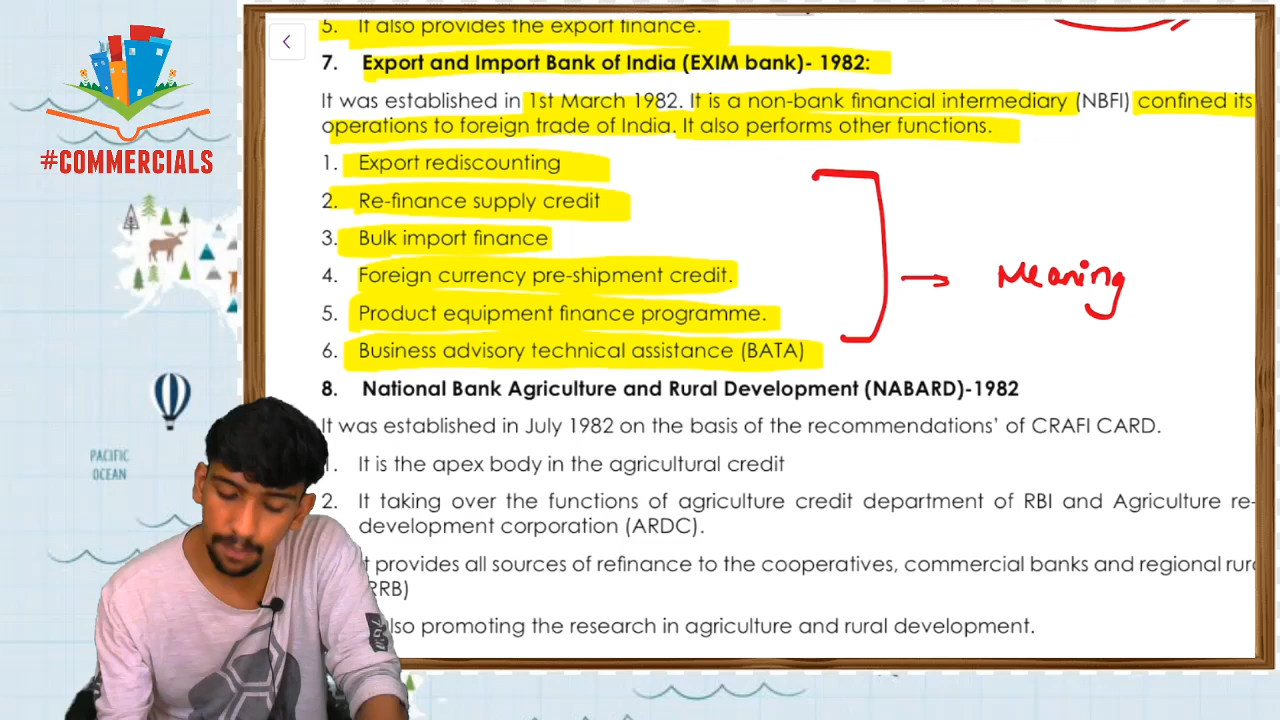 5. It also provides the export finance.
7. Export and Import Bank of India (EXIM bank)- 1982:
It was established in 1st March 1982. It is a non-bank financial intermediary (NBFI) confined its
operations to foreign trade of India. It also performs other functions.
1. Export rediscounting
2. Re-finance supply credit
3. Bulk import finance
4. Foreign currency pre-shipment credit.
5. Product equipment finance programme.
6. Business advisory technical assistance (BATA)
Meaning
8. National Bank Agriculture and Rural Development (NABARD)-1982
It was established in July 1982 on the basis of the recommendations' of CRAFI CARD.
It is the apex body in the agricultural credit
2. It taking over the functions of agriculture credit department of RBI and Agriculture re-
development corporation (ARDC).
provides all sources of refinance to the cooperatives, commercial banks and regional
RRB)
promoting the research in agriculture and rural development.
#COMMERCIALS
PACIFIC
OCEAN